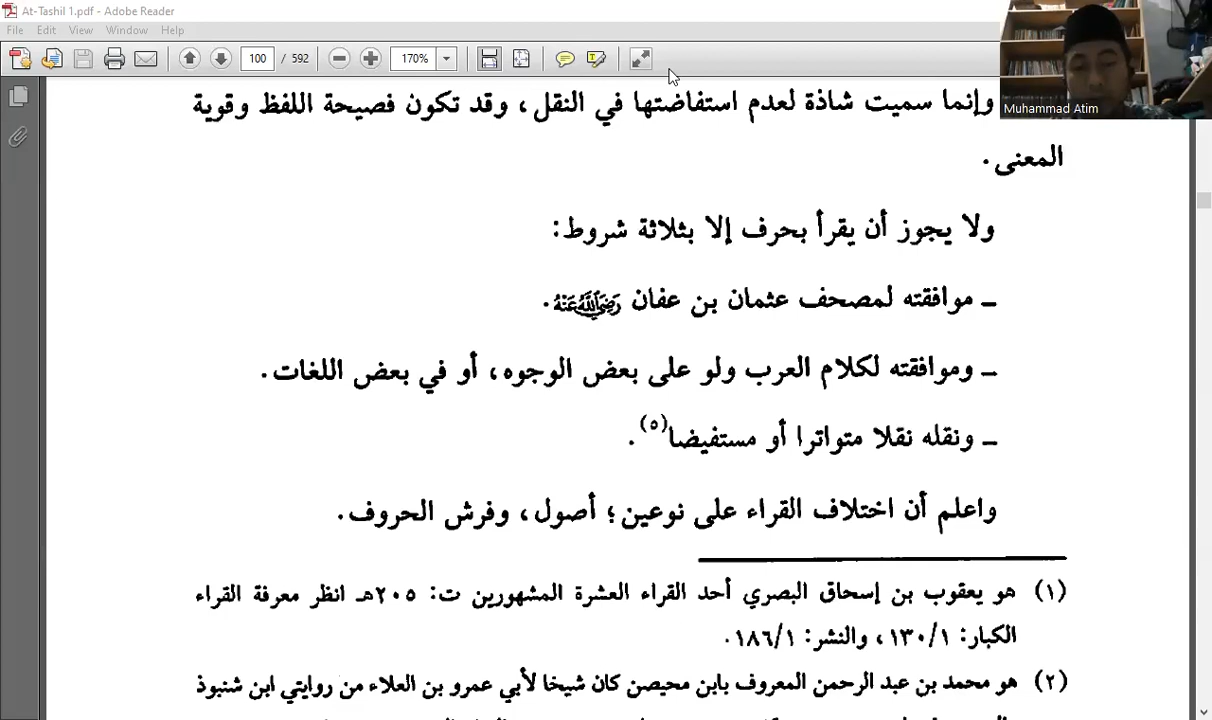 At-Tashil 1.pdf - Adobe Reader
File Edit View Window Help
100 / 592 170%
Muhammad Atim
وإنما سميت شاذة لعدم استفاضتها في النقل، وقد تكون فصيحة اللفظ وقوية
المعنى.
ولا يجوز أن يقرأ بحرف إلا بثلاثة شروط:
ـ موافقته لمصحف عثمان بن عفان رَضِيَ اللَّهُ عَنْهُ.
ـ وموافقته لكلام العرب ولو على بعض الوجوه، أو في بعض اللغات.
ـ ونقله نقلا متواترا أو مستفيضا(٥).
واعلم أن اختلاف القراء على نوعين؛ أصول، وفرش الحروف.
(١) هو يعقوب بن إسحاق البصري أحد القراء العشرة المشهورين ت: ٢٠٥هـ انظر معرفة القراء
الكبار: ١٣٠/١، والنشر: ١٨٦/١.
(٢) هو محمد بن عبد الرحمن المعروف بابن محيصن كان شيخا لأبي عمرو بن العلاء من روايتي ابن شنبوذ